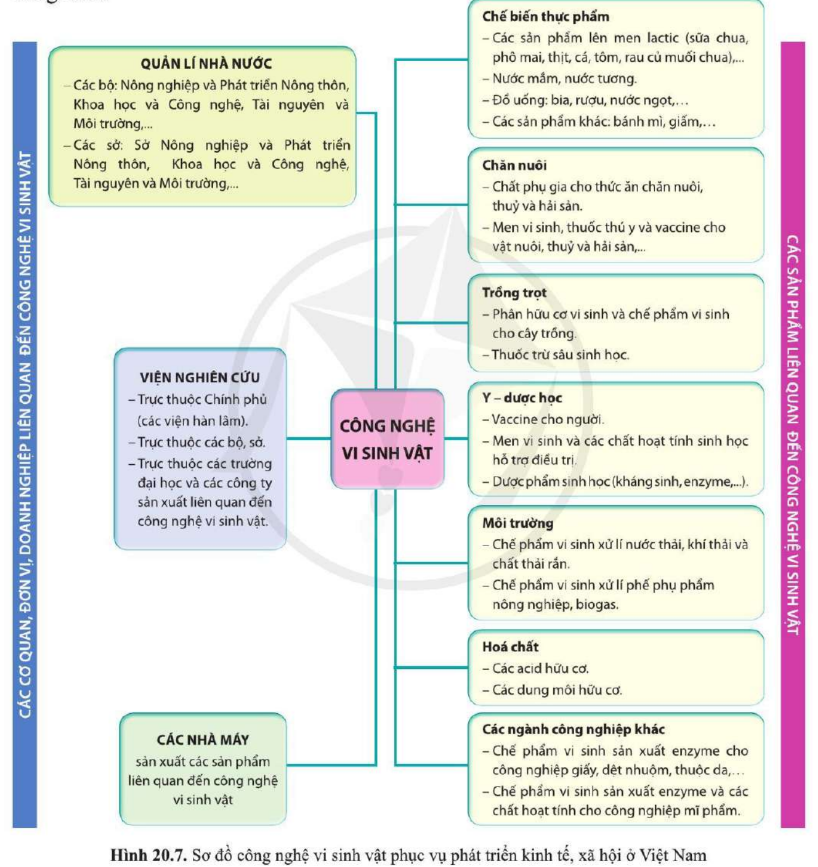 CÁC CƠ QUAN, ĐƠN VỊ, DOANH NGHIỆP LIÊN QUAN ĐẾN CÔNG NGHỆ VI SINH VẬT
QUẢN LÍ NHÀ NƯỚC
– Các bộ: Nông nghiệp và Phát triển Nông thôn,
Khoa học và Công nghệ, Tài nguyên và
Môi trường,...
– Các sở: Sở Nông nghiệp và Phát triển
Nông thôn, Khoa học và Công nghệ,
Tài nguyên và Môi trường,...
VIỆN NGHIÊN CỨU
– Trực thuộc Chính phủ
(các viện hàn lâm).
– Trực thuộc các bộ, sở.
– Trực thuộc các trường
đại học và các công ty
sản xuất liên quan đến
công nghệ vi sinh vật.
CÁC NHÀ MÁY
sản xuất các sản phẩm
liên quan đến công nghệ
vi sinh vật
CÔNG NGHỆ
VI SINH VẬT
Chế biến thực phẩm
– Các sản phẩm lên men lactic (sữa chua,
phô mai, thịt, cá, tôm, rau củ muối chua),...
– Nước mắm, nước tương.
– Đồ uống: bia, rượu, nước ngọt,...
– Các sản phẩm khác: bánh mì, giấm,...
Chăn nuôi
– Chất phụ gia cho thức ăn chăn nuôi,
thuỷ và hải sản.
– Men vi sinh, thuốc thú y và vaccine cho
vật nuôi, thuỷ và hải sản,...
Trồng trọt
– Phân hữu cơ vi sinh và chế phẩm vi sinh
cho cây trồng.
– Thuốc trừ sâu sinh học.
Y – dược học
– Vaccine cho người.
– Men vi sinh và các chất hoạt tính sinh học
hỗ trợ điều trị.
– Dược phẩm sinh học (kháng sinh, enzyme,...).
Môi trường
– Chế phẩm vi sinh xử lí nước thải, khí thải và
chất thải rắn.
– Chế phẩm vi sinh xử lí phế phụ phẩm
nông nghiệp, biogas.
Hoá chất
– Các acid hữu cơ.
– Các dung môi hữu cơ.
Các ngành công nghiệp khác
– Chế phẩm vi sinh sản xuất enzyme cho
công nghiệp giấy, dệt nhuộm, thuộc da,...
– Chế phẩm vi sinh sản xuất enzyme và các
chất hoạt tính cho công nghiệp mĩ phẩm.
CÁC SẢN PHẨM LIÊN QUAN ĐẾN CÔNG NGHỆ VI SINH VẬT
Hình 20.7. Sơ đồ công nghệ vi sinh vật phục vụ phát triển kinh tế, xã hội ở Việt Nam